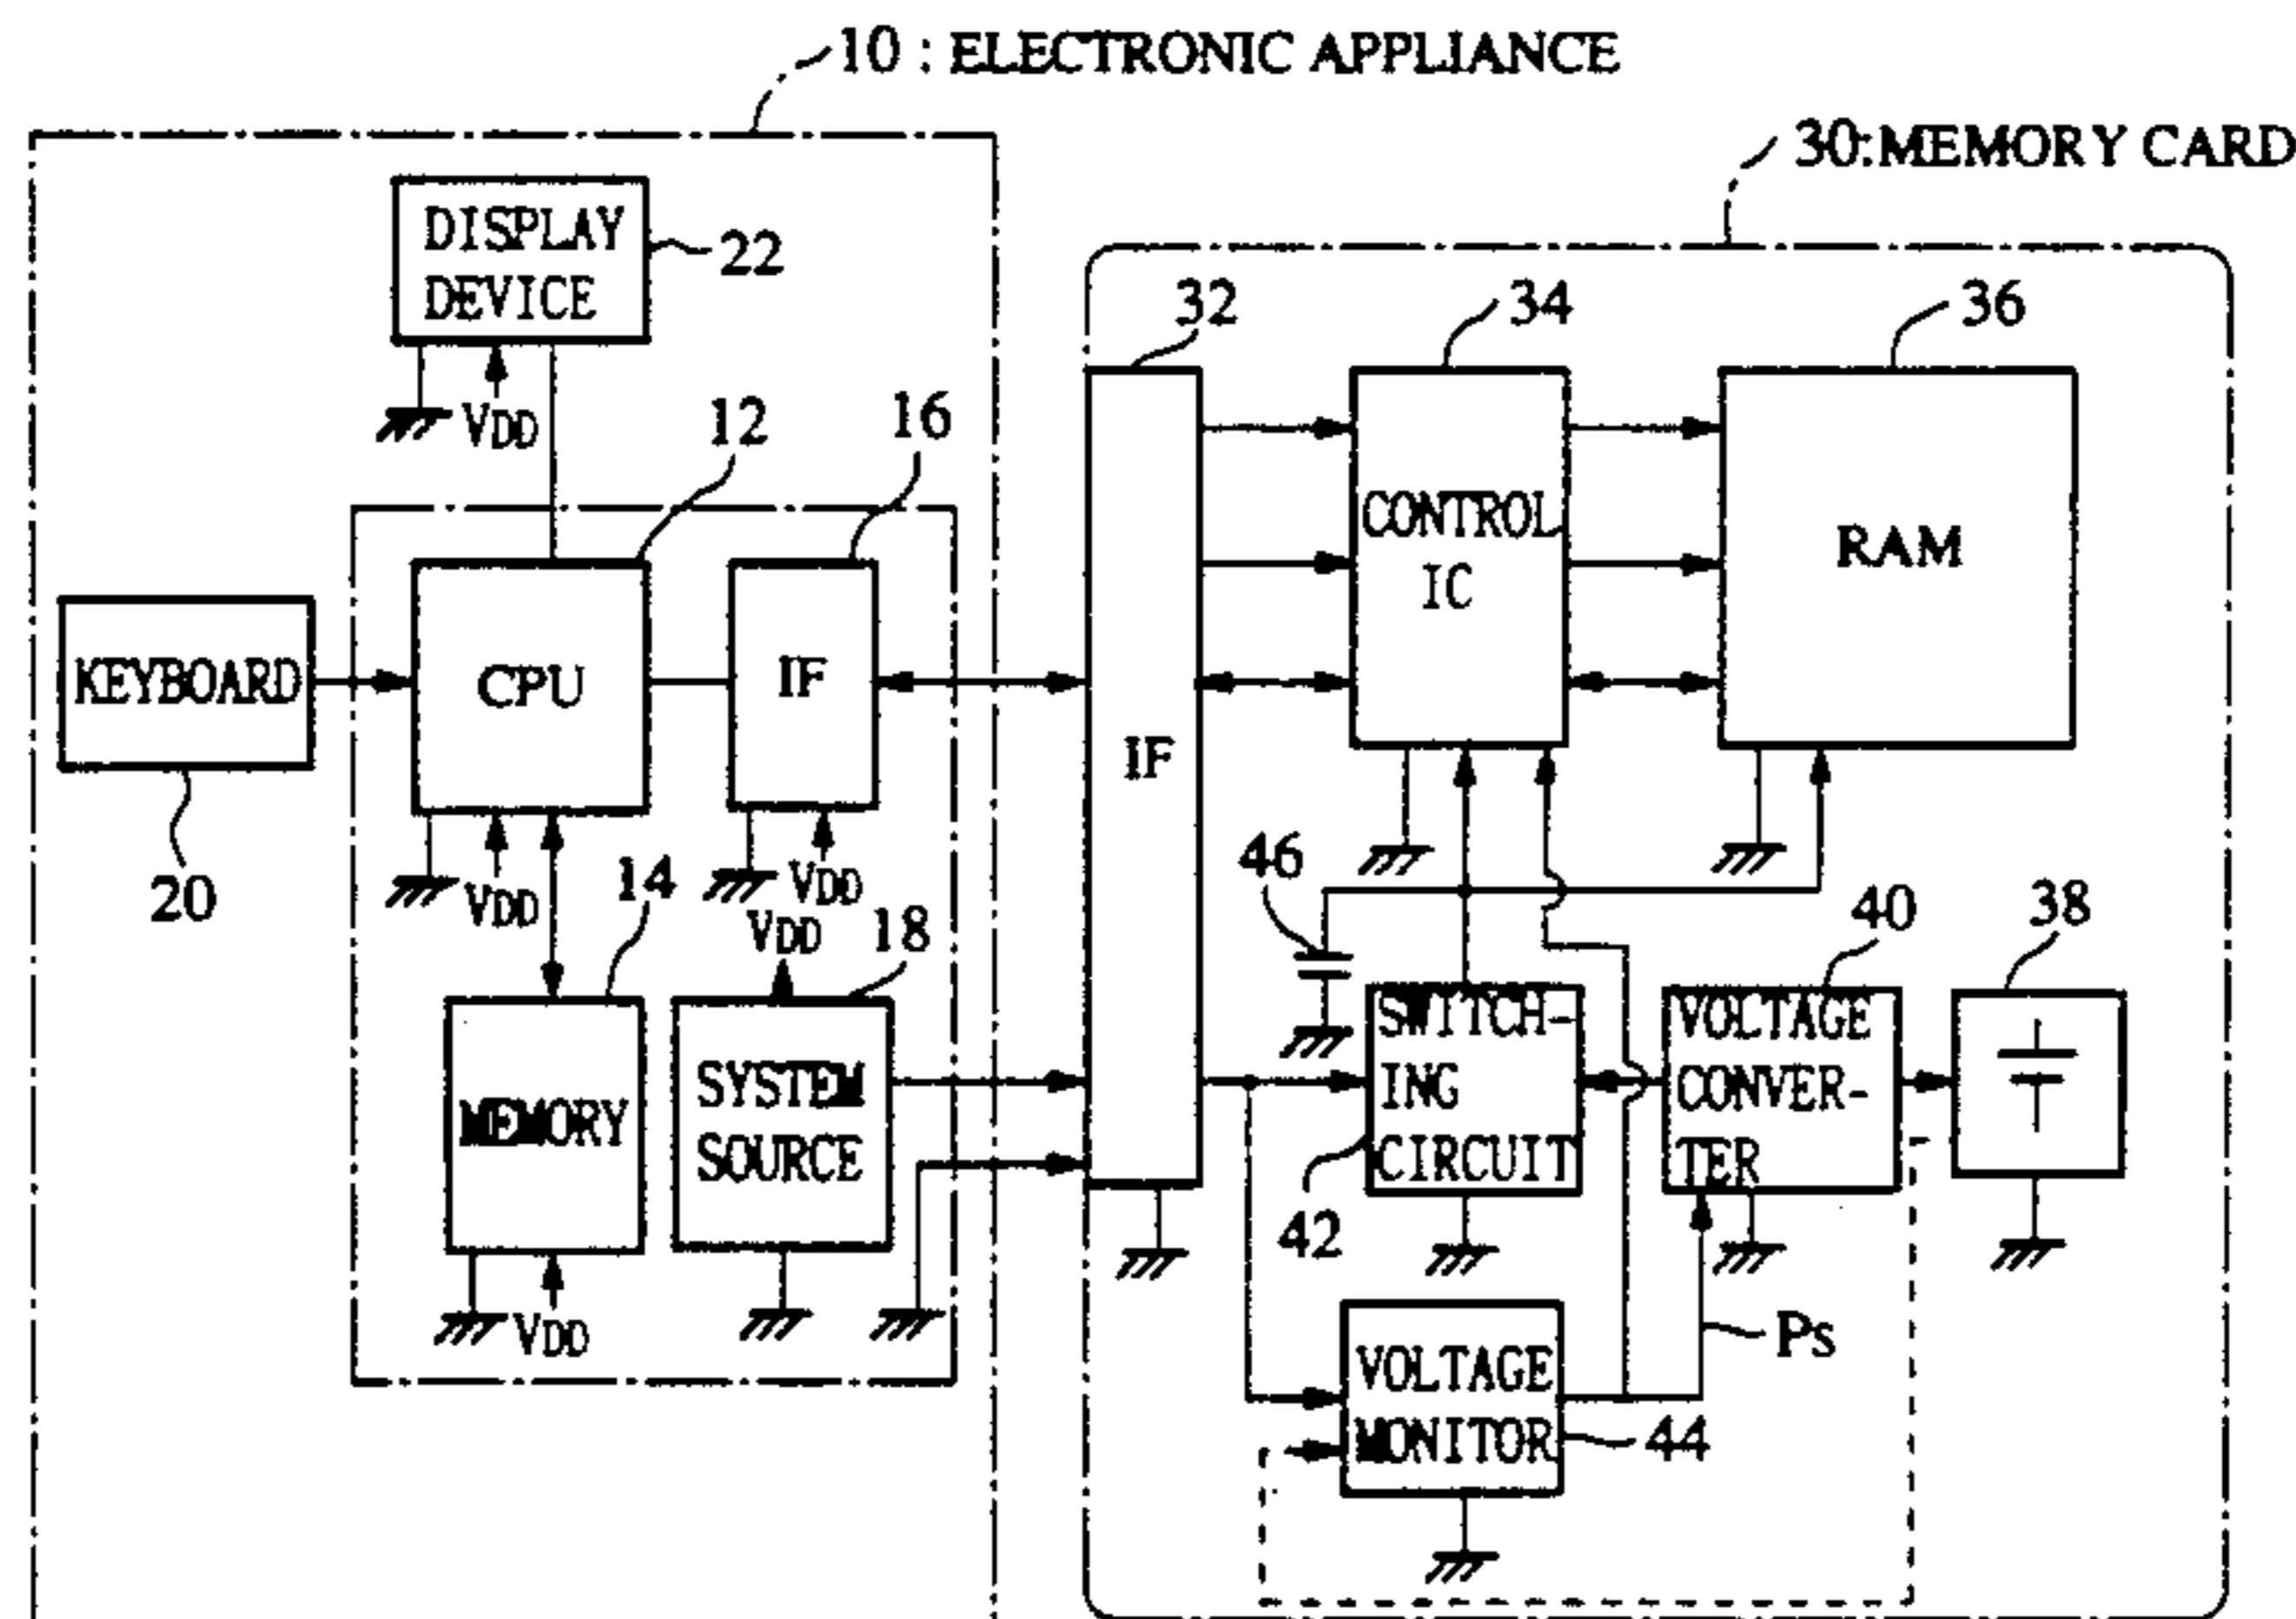 10 : ELECTRONIC APPLIANCE
30:MEMORY CARD
DISPLAY
DEVICE
22
VDD
12
16
32
34
36
KEYBOARD
20
CPU
IF
VDD
VDD
14
MEMORY
VDD
VDD
18
SYSTEM
SOURCE
IF
CONTROL
IC
RAM
46
40
38
SWITCH-
ING
CIRCUIT
42
VOLTAGE
CONVER-
TER
PS
VOLTAGE
MONITOR
44